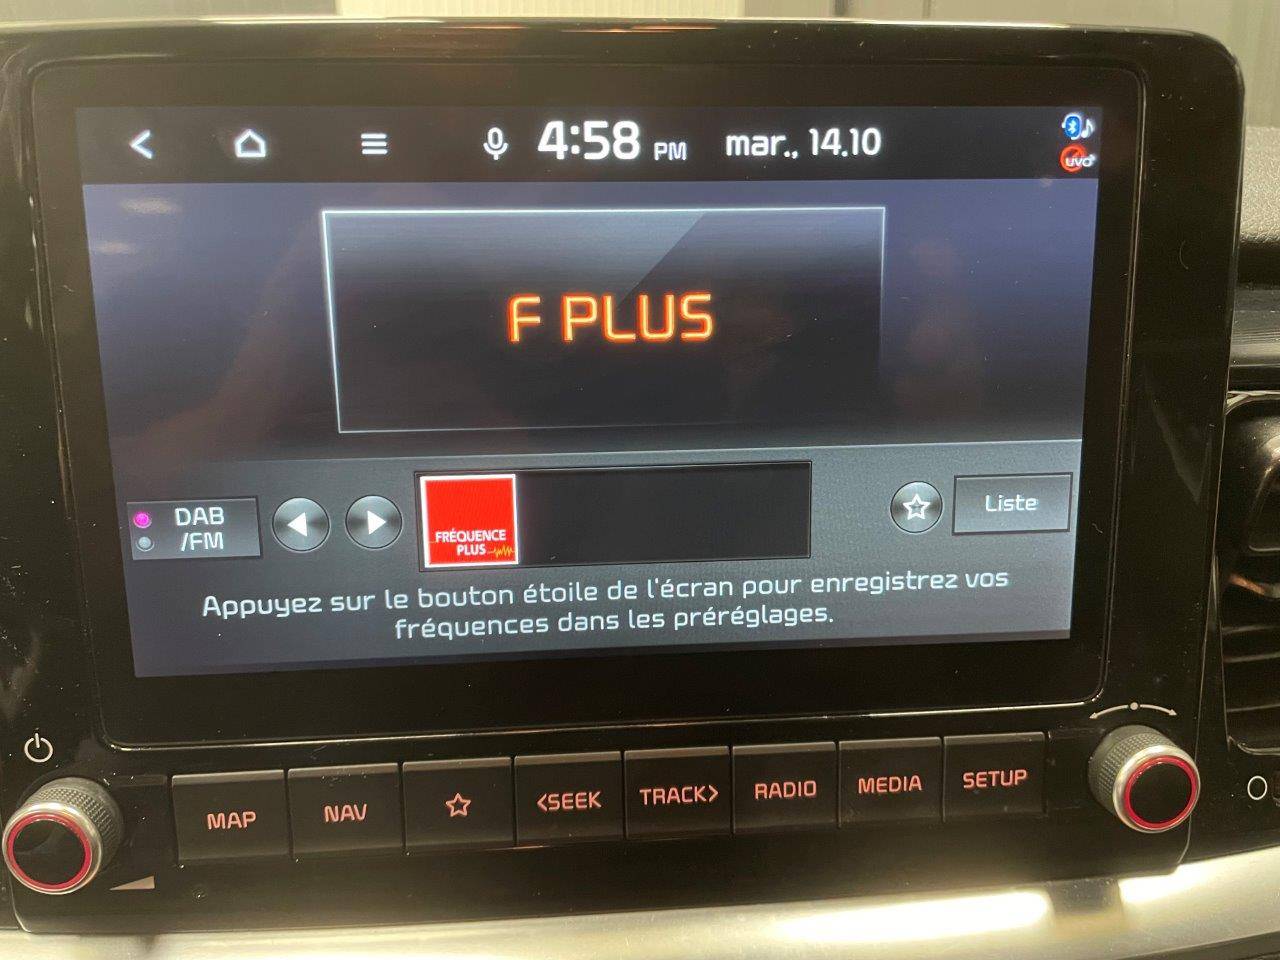 4:58 PM mar., 14.10
uvo
F PLUS
DAB
/FM
FRÉQUENCE
PLUS
Liste
Appuyez sur le bouton étoile de l'écran pour enregistrez vos
fréquences dans les préréglages.
MAP NAV <SEEK TRACK> RADIO MEDIA SETUP